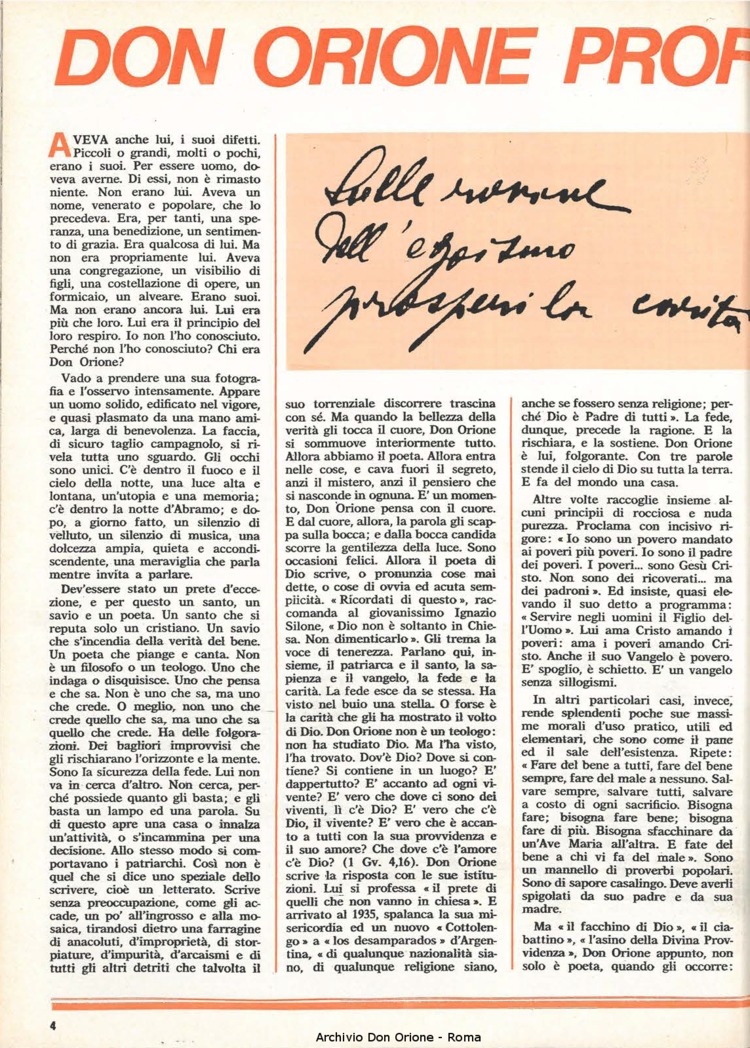 DON ORIONE PROF
AVEVA anche lui, i suoi difetti.
Piccoli o grandi, molti o pochi,
erano i suoi. Per essere uomo, do-
veva averne. Di essi, non è rimasto
niente. Non erano lui. Aveva un
nome, venerato e popolare, che lo
precedeva. Era, per tanti, una spe-
ranza, una benedizione, un sentimen-
to di grazia. Era qualcosa di lui. Ma
non era propriamente lui. Aveva
una congregazione, un visibilio di
figli, una costellazione di opere, un
formicaio, un alveare. Erano suoi.
Ma non erano ancora lui. Lui era
più che loro. Lui era il principio del
loro respiro. Io non l'ho conosciuto.
Perché non l'ho conosciuto? Chi era
Don Orione?
Vado a prendere una sua fotogra-
fia e l'osservo intensamente. Appare
un uomo solido, edificato nel vigore,
e quasi plasmato da una mano ami-
ca, larga di benevolenza. La faccia,
di sicuro taglio campagnolo, si ri-
vela tutta uno sguardo. Gli occhi
sono unici. C'è dentro il fuoco e il
cielo della notte, una luce alta e
lontana, un'utopia e una memoria;
c'è dentro la notte d'Abramo; e do-
po, a giorno fatto, un silenzio di
velluto, un silenzio di musica, una
dolcezza ampia, quieta e accondi-
scendente, una meraviglia che parla
mentre invita a parlare.
Dev'essere stato un prete d'ecce-
zione, e per questo un santo, un
savio e un poeta. Un santo che si
reputa solo un cristiano. Un savio
che s'incendia della verità del bene.
Un poeta che piange e canta. Non
è un filosofo o un teologo. Uno che
indaga o disquisisce. Uno che pensa
e che sa. Non è uno che sa, ma uno
che crede. O meglio, non uno che
crede quello che sa, ma uno che sa
quello che crede. Ha delle folgora-
zioni. Dei bagliori improvvisi che
gli rischiarano l'orizzonte e la mente.
Sono la sicurezza della fede. Lui non
va in cerca d'altro. Non cerca, per-
ché possiede quanto gli basta; e gli
basta un lampo ed una parola. Su
di questo apre una casa o innalza
un'attività, o s'incammina per una
decisione. Allo stesso modo si com-
portavano i patriarchi. Così non è
quel che si dice uno speziale dello
scrivere, cioè un letterato. Scrive
senza preoccupazione, come gli ac-
cade, un po' all'ingrosso e alla mo-
saica, tirandosi dietro una farragine
di anacoluti, d'improprietà, di stor-
piature, d'impurità, d'arcaismi e di
tutti gli altri detriti che talvolta il
Sulle rovine
dell'egoismo
prosperi la carità
suo torrenziale discorrere trascina
con sé. Ma quando la bellezza della
verità gli tocca il cuore, Don Orione
si sommuove interiormente tutto.
Allora abbiamo il poeta. Allora entra
nelle cose, e cava fuori il segreto,
anzi il mistero, anzi il pensiero che
si nasconde in ognuna. E' un momen-
to, Don Orione pensa con il cuore.
E dal cuore, allora, la parola gli scap-
pa sulla bocca; e dalla bocca candida
scorre la gentilezza della luce. Sono
occasioni felici. Allora il poeta di
Dio scrive, o pronunzia cose mai
dette, o cose di ovvia ed acuta sem-
plicità. « Ricordati di questo », rac-
comanda al giovanissimo Ignazio
Silone, « Dio non è soltanto in Chie-
sa. Non dimenticarlo ». Gli trema la
voce di tenerezza. Parlano qui, in-
sieme, il patriarca e il santo, la sa-
pienza e il vangelo, la fede e la
carità. La fede esce da se stessa. Ha
visto nel buio una stella. O forse è
la carità che gli ha mostrato il volto
di Dio. Don Orione non è un teologo:
non ha studiato Dio. Ma l'ha visto,
l'ha trovato. Dov'è Dio? Dove si con-
tiene? Si contiene in un luogo? E'
dappertutto? E' accanto ad ogni vi-
vente? E' vero che dove ci sono dei
viventi, lì c'è Dio? E' vero che c'è
Dio, il vivente? E' vero che è accan-
to a tutti con la sua provvidenza e
il suo amore? Che dove c'è l'amore
c'è Dio? (1 Gv. 4,16). Don Orione
scrive la risposta con le sue istitu-
zioni. Lui si professa « il prete di
quelli che non vanno in chiesa ». E
arrivato al 1935, spalanca la sua mi-
sericordia ed un nuovo « Cottolen-
go » a « los desamparados » d'Argen-
tina, « di qualunque nazionalità sia-
no, di qualunque religione siano,
anche se fossero senza religione; per-
ché Dio è Padre di tutti ». La fede,
dunque, precede la ragione. E la
rischiara, e la sostiene. Don Orione
è lui, folgorante. Con tre parole
stende il cielo di Dio su tutta la terra.
E fa del mondo una casa.
Altre volte raccoglie insieme al-
cuni principii di rocciosa e nuda
purezza. Proclama con incisivo ri-
gore: « Io sono un povero mandato
ai poveri più poveri. Io sono il padre
dei poveri. I poveri... sono Gesù Cri-
sto. Non sono dei ricoverati... ma
dei padroni ». Ed insiste, quasi ele-
vando il suo detto a programma:
« Servire negli uomini il Figlio del-
l'Uomo ». Lui ama Cristo amando i
poveri: ama i poveri amando Cri-
sto. Anche il suo Vangelo è povero.
E' spoglio, è schietto. E' un vangelo
senza sillogismi.
In altri particolari casi, invece,
rende splendenti poche sue massi-
me morali d'uso pratico, utili ed
elementari, che sono come il pane
ed il sale dell'esistenza. Ripete:
« Fare del bene a tutti, fare del bene
sempre, fare del male a nessuno. Sal-
vare sempre, salvare tutti, salvare
a costo di ogni sacrificio. Bisogna
fare; bisogna fare bene; bisogna
fare di più. Bisogna sfacchinare da
un'Ave Maria all'altra. E fate del
bene a chi vi fa del male ». Sono
un mannello di proverbi popolari.
Sono di sapore casalingo. Deve averli
spigolati da suo padre e da sua
madre.
Ma « il facchino di Dio », « il cia-
battino », « l'asino della Divina Prov-
videnza », Don Orione appunto, non
solo è poeta, quando gli occorre:
4
Archivio Don Orione - Roma